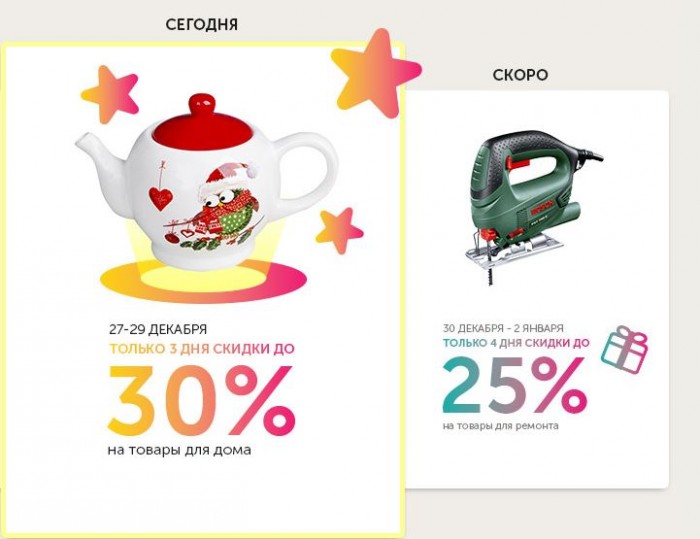 СЕГОДНЯ
27-29 ДЕКАБРЯ
ТОЛЬКО 3 ДНЯ СКИДКИ ДО
30%
на товары для дома
СКОРО
BOSCH
30 ДЕКАБРЯ - 2 ЯНВАРЯ
ТОЛЬКО 4 ДНЯ СКИДКИ ДО
25%
на товары для ремонта